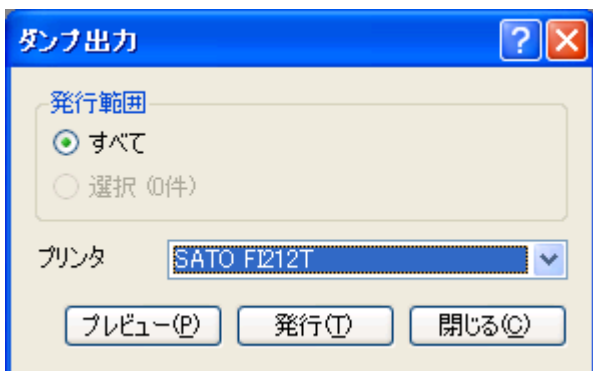 ダンプ出力
発行範囲
すべて
選択 (0件)
プリンタ
SATO FI212T
プレビュー(P)
発行(T)
閉じる(C)